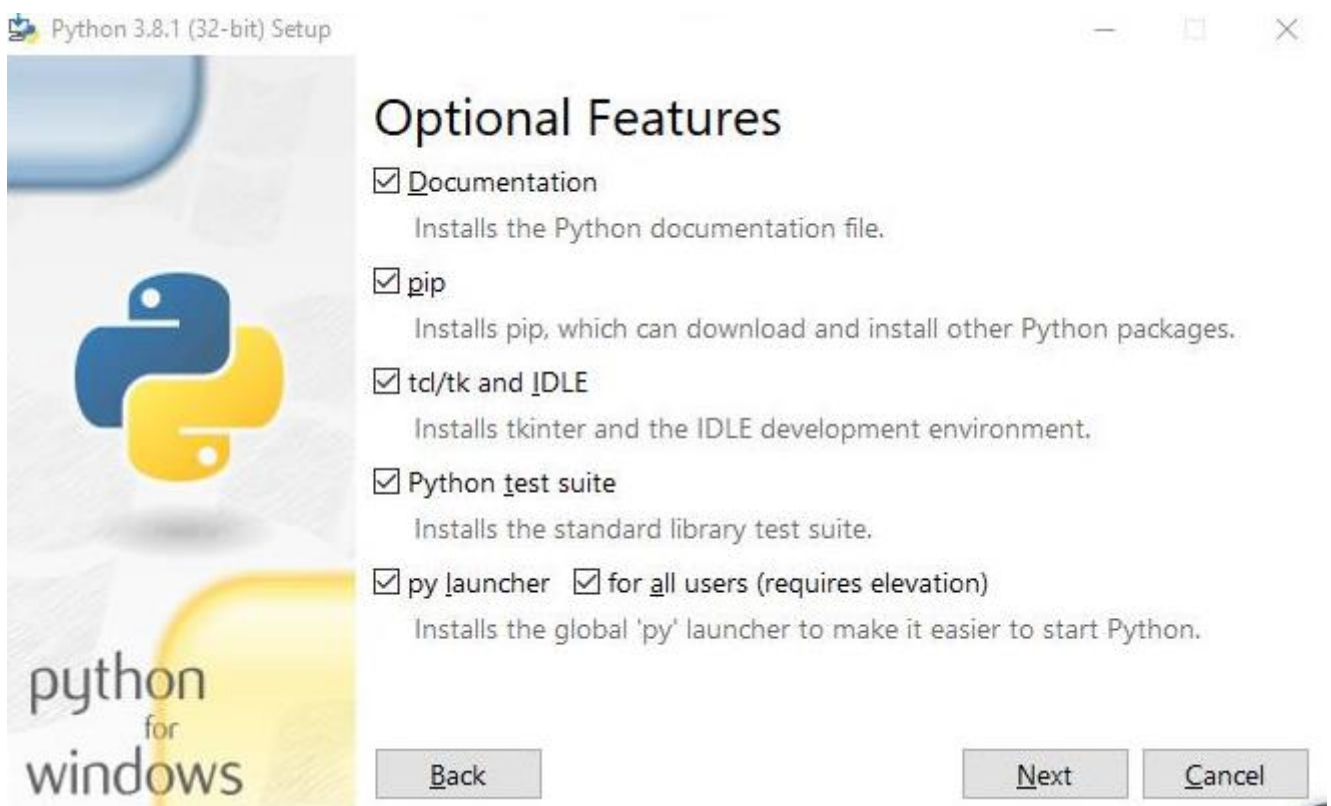 Python 3.8.1 (32-bit) Setup
Optional Features
Documentation
Installs the Python documentation file.
pip
Installs pip, which can download and install other Python packages.
tcl/tk and IDLE
Installs tkinter and the IDLE development environment.
Python test suite
Installs the standard library test suite.
py launcher for all users (requires elevation)
Installs the global 'py' launcher to make it easier to start Python.
python
for
windows
Back Next Cancel